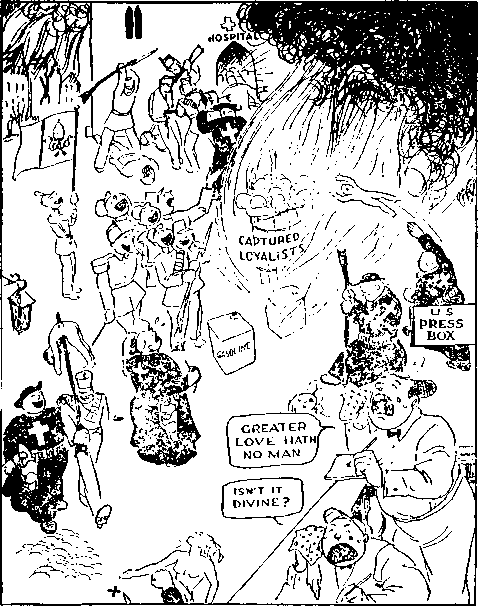 HOSPITAL
CAPTURED
LOYALISTS
GASOLINE
U S
PRESS
BOX
GREATER
LOVE HATH
NO MAN
ISN'T IT
DIVINE?